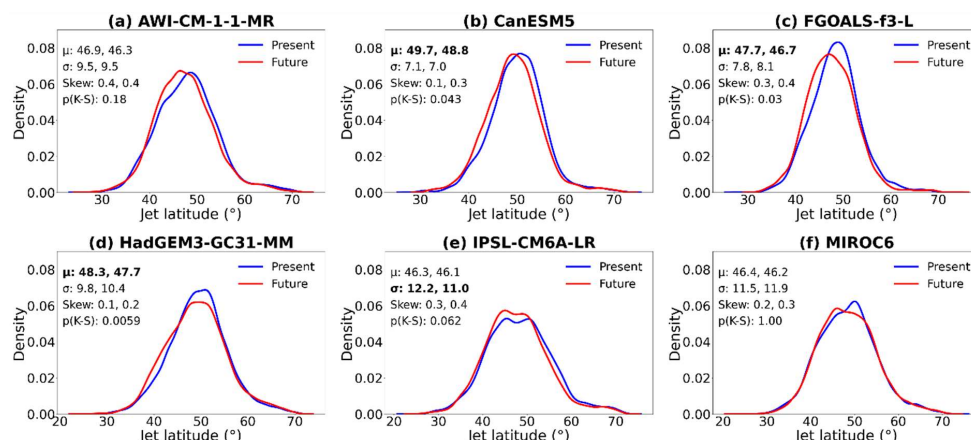 (a) AWI-CM-1-1-MR
μ: 46.9, 46.3
σ: 9.5, 9.5
Skew: 0.4, 0.4
p(K-S): 0.18
Present
Future
Density
0.08
0.06
0.04
0.02
0.00
30 40 50 60 70
Jet latitude (°)
(b) CanESM5
μ: 49.7, 48.8
σ: 7.1, 7.0
Skew: 0.1, 0.3
p(K-S): 0.043
Present
Future
Density
0.08
0.06
0.04
0.02
0.00
30 40 50 60 70
Jet latitude (°)
(c) FGOALS-f3-L
μ: 47.7, 46.7
σ: 7.8, 8.1
Skew: 0.3, 0.4
p(K-S): 0.03
Present
Future
Density
0.08
0.06
0.04
0.02
0.00
30 40 50 60 70
Jet latitude (°)
(d) HadGEM3-GC31-MM
μ: 48.3, 47.7
σ: 9.8, 10.4
Skew: 0.1, 0.2
p(K-S): 0.0059
Present
Future
Density
0.08
0.06
0.04
0.02
0.00
20 30 40 50 60 70
Jet latitude (°)
(e) IPSL-CM6A-LR
μ: 46.3, 46.1
σ: 12.2, 11.0
Skew: 0.3, 0.4
p(K-S): 0.062
Present
Future
Density
0.08
0.06
0.04
0.02
0.00
20 30 40 50 60 70
Jet latitude (°)
(f) MIROC6
μ: 46.4, 46.2
σ: 11.5, 11.9
Skew: 0.2, 0.3
p(K-S): 1.00
Present
Future
Density
0.08
0.06
0.04
0.02
0.00
20 30 40 50 60 70
Jet latitude (°)